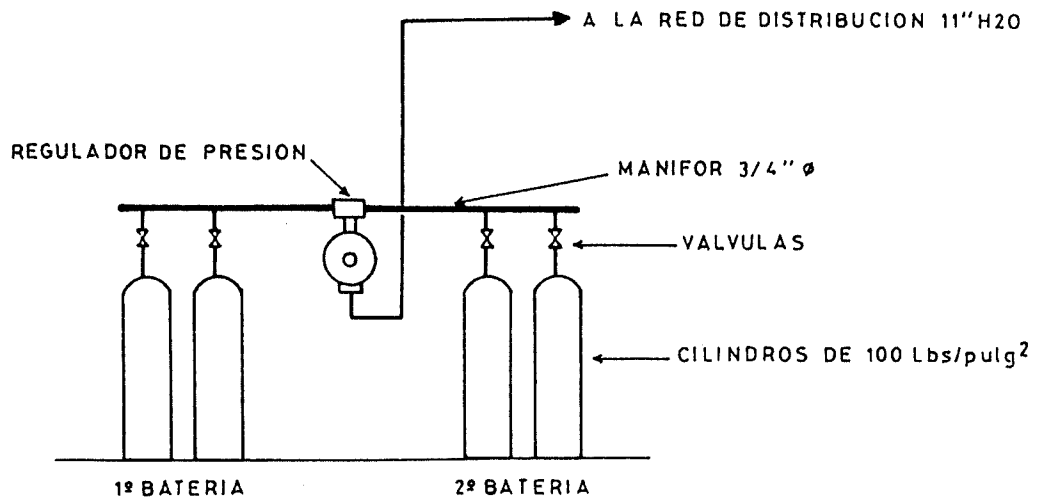 A LA RED DE DISTRIBUCION 11"H2O
REGULADOR DE PRESION
MANIFOR 3/4" ø
VALVULAS
CILINDROS DE 100 Lbs/pulg²
1º BATERIA
2º BATERIA